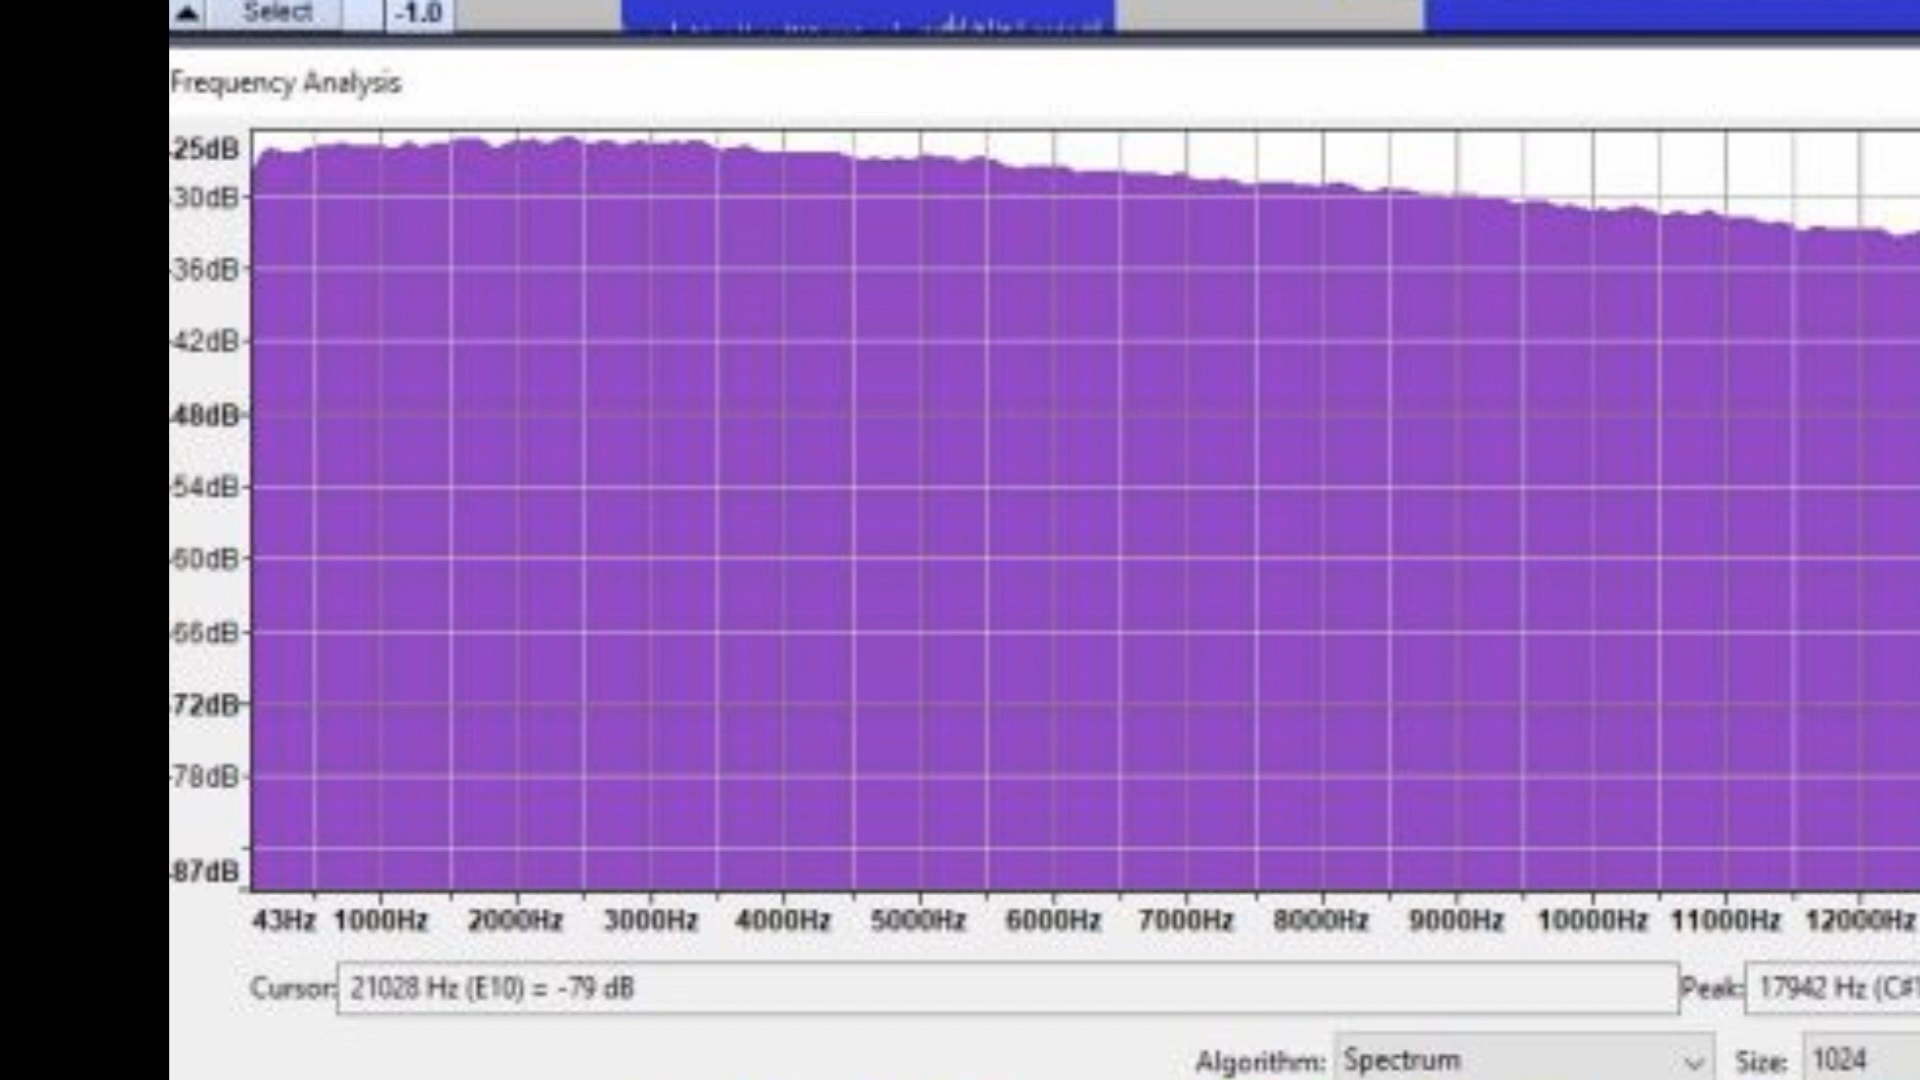 Select -1.0
Frequency Analysis
-25dB
-30dB
-36dB
-42dB
-48dB
-54dB
-60dB
-66dB
-72dB
-78dB
-87dB
43Hz 1000Hz 2000Hz 3000Hz 4000Hz 5000Hz 6000Hz 7000Hz 8000Hz 9000Hz 10000Hz 11000Hz 12000Hz
Cursor: 21028 Hz (E10) = -79 dB Peak: 17942 Hz (C#1
Algorithm: Spectrum Size: 1024